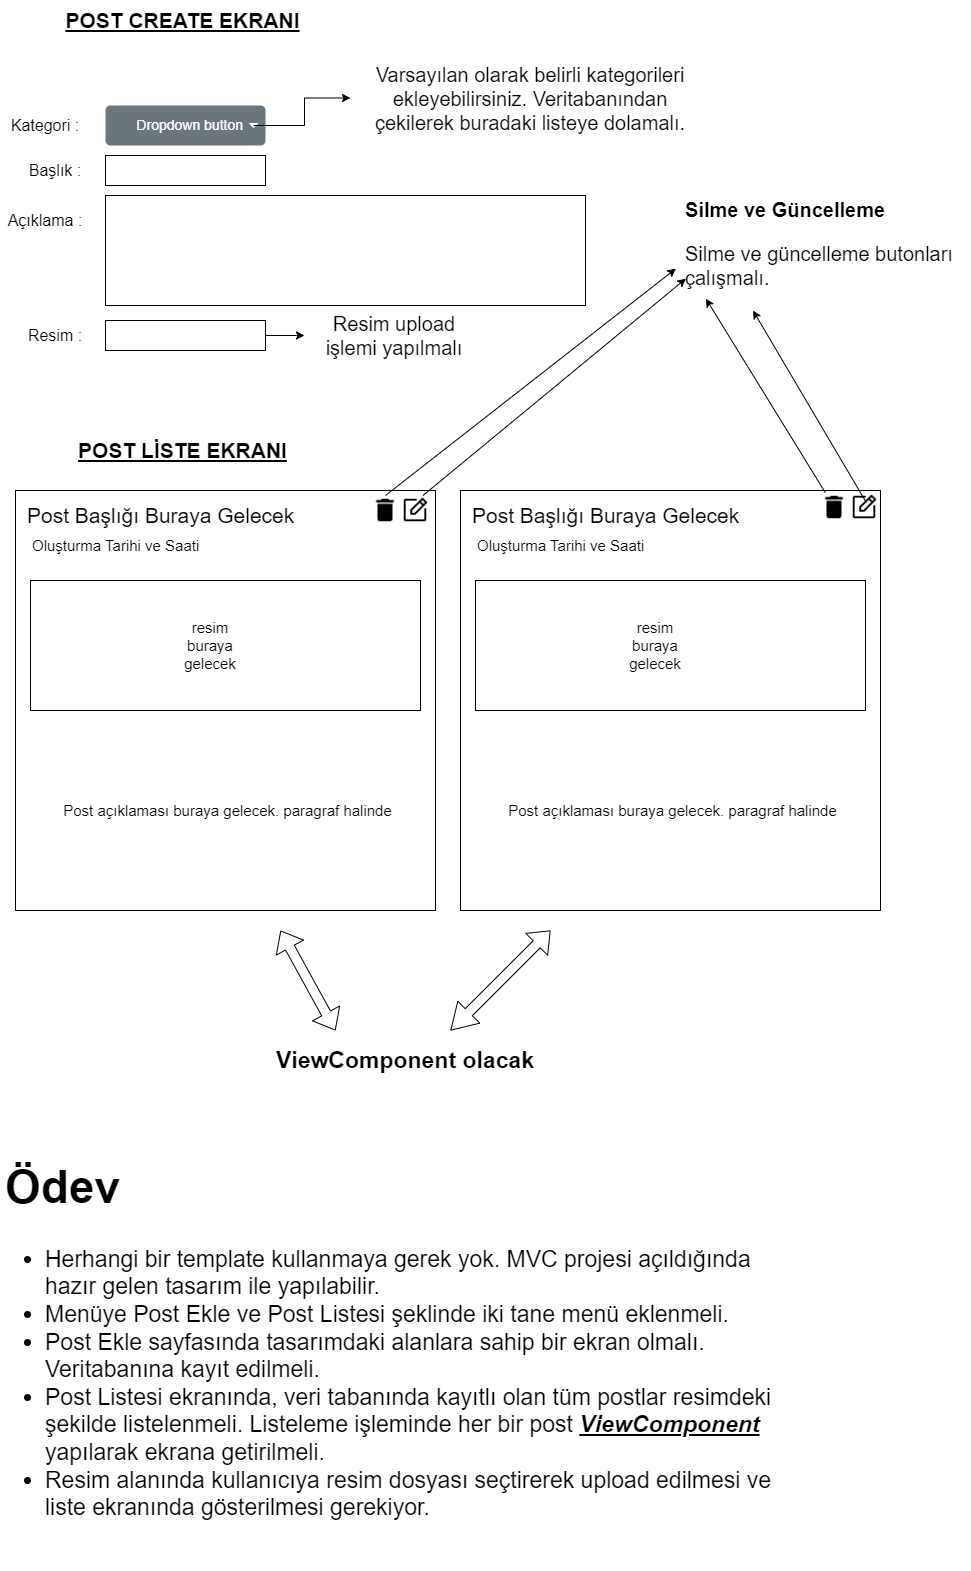 POST CREATE EKRANI
Varsayılan olarak belirli kategorileri
ekleyebilirsiniz. Veritabanından
çekilerek buradaki listeye dolamalı.
Kategori :
Dropdown button
Başlık :
Açıklama :
Silme ve Güncelleme
Silme ve güncelleme butonları
çalışmalı.
Resim :
Resim upload
işlemi yapılmalı
POST LİSTE EKRANI
Post Başlığı Buraya Gelecek
Oluşturma Tarihi ve Saati
resim
buraya
gelecek
Post açıklaması buraya gelecek. paragraf halinde
Post Başlığı Buraya Gelecek
Oluşturma Tarihi ve Saati
resim
buraya
gelecek
Post açıklaması buraya gelecek. paragraf halinde
ViewComponent olacak
Ödev
• Herhangi bir template kullanmaya gerek yok. MVC projesi açıldığında
hazır gelen tasarım ile yapılabilir.
• Menüye Post Ekle ve Post Listesi şeklinde iki tane menü eklenmeli.
• Post Ekle sayfasında tasarımdaki alanlara sahip bir ekran olmalı.
Veritabanına kayıt edilmeli.
• Post Listesi ekranında, veri tabanında kayıtlı olan tüm postlar resimdeki
şekilde listelenmeli. Listeleme işleminde her bir post ViewComponent
yapılarak ekrana getirilmeli.
• Resim alanında kullanıcıya resim dosyası seçtirerek upload edilmesi ve
liste ekranında gösterilmesi gerekiyor.